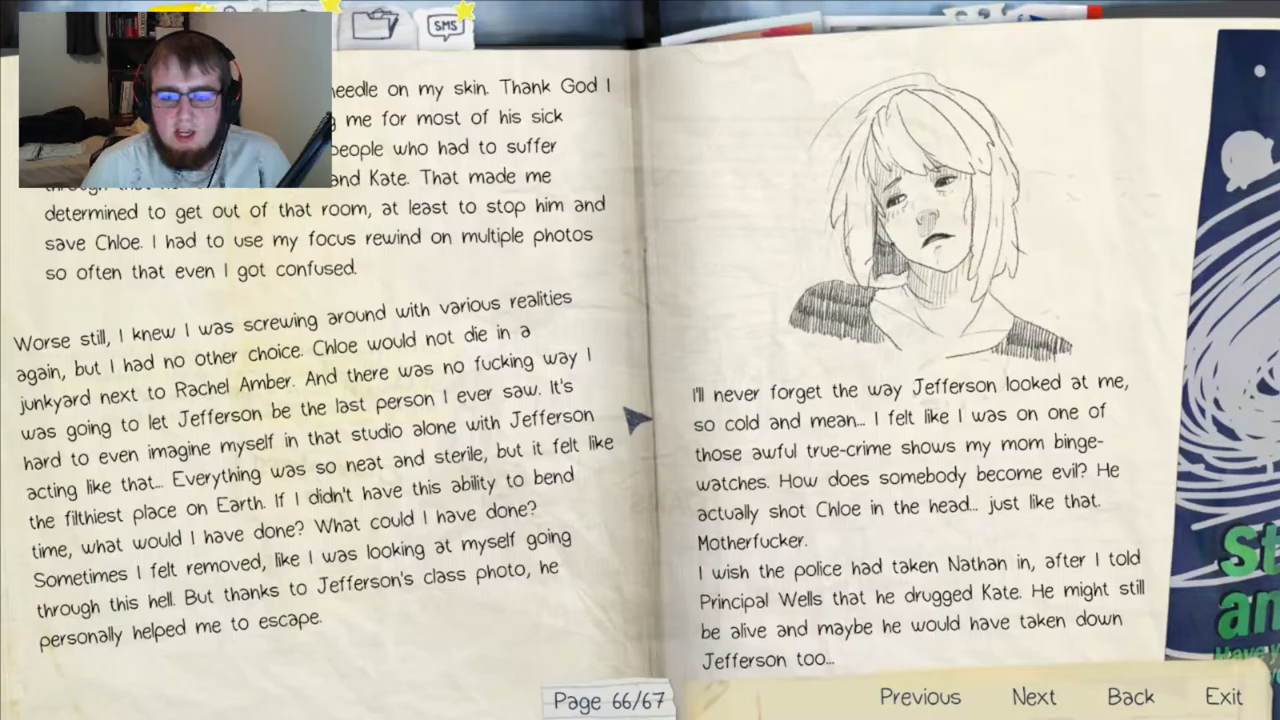 SMS
needle on my skin. Thank God I
me for most of his sick
people who had to suffer
and Kate. That made me
determined to get out of that room, at least to stop him and
save Chloe. I had to use my focus rewind on multiple photos
so often that even I got confused.
Worse still, I knew I was screwing around with various realities
again, but I had no other choice. Chloe would not die in a
junkyard next to Rachel Amber. And there was no fucking way I
was going to let Jefferson be the last person I ever saw. It's
hard to even imagine myself in that studio alone with Jefferson
acting like that... Everything was so neat and sterile, but it felt like
the filthiest place on Earth. If I didn't have this ability to bend
time, what would I have done? What could I have done?
Sometimes I felt removed, like I was looking at myself going
through this hell. But thanks to Jefferson's class photo, he
personally helped me to escape.
I'll never forget the way Jefferson looked at me,
so cold and mean... I felt like I was on one of
those awful true-crime shows my mom binge-
watches. How does somebody become evil? He
actually shot Chloe in the head... just like that.
Motherfucker.
I wish the police had taken Nathan in, after I told
Principal Wells that he drugged Kate. He might still
be alive and maybe he would have taken down
Jefferson too...
Page 66/67
Previous Next Back Exit